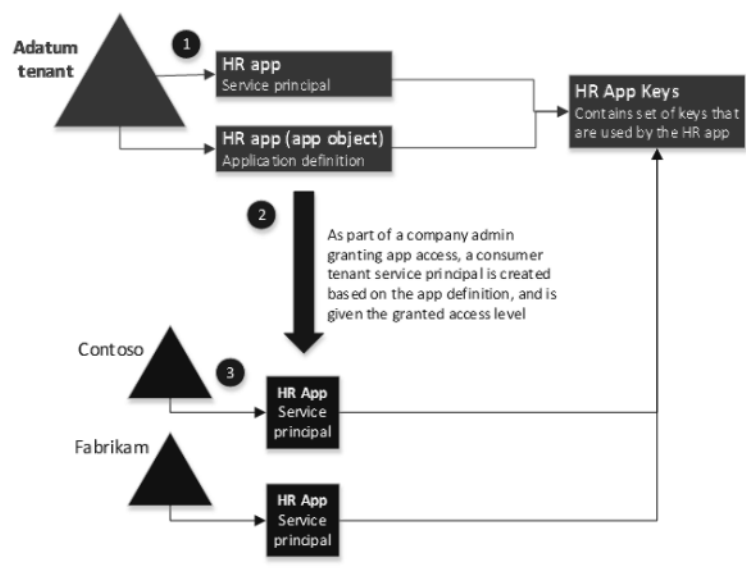 Adatum
tenant
1
HR app
Service principal
HR app (app object)
Application definition
HR App Keys
Contains set of keys that
are used by the HR app
2
As part of a company admin
granting app access, a consumer
tenant service principal is created
based on the app definition, and is
given the granted access level
Contoso
3
HR App
Service
principal
Fabrikam
HR App
Service
principal